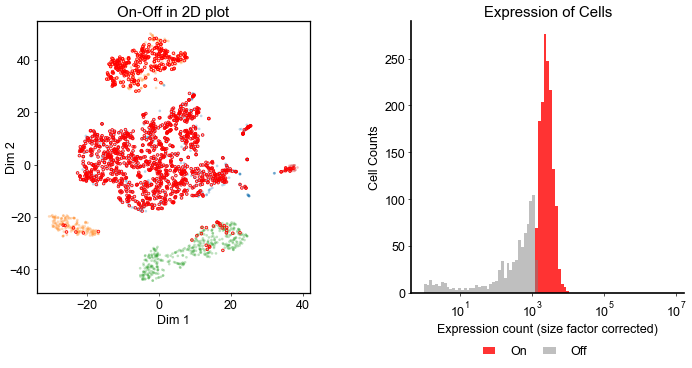 On-Off in 2D plot
Dim 2
40
20
0
−20
−40
−20
0
20
40
Dim 1
Expression of Cells
Cell Counts
250
200
150
100
50
0
10^1
10^3
10^5
10^7
Expression count (size factor corrected)
On
Off